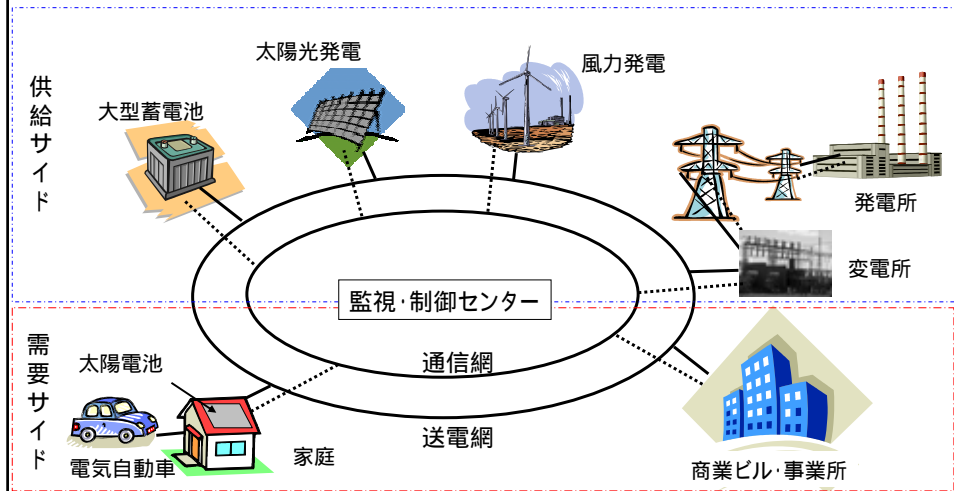 供給サイド
太陽光発電
風力発電
大型蓄電池
発電所
変電所
監視・制御センター
需要サイド
太陽電池
通信網
送電網
電気自動車
家庭
商業ビル・事業所